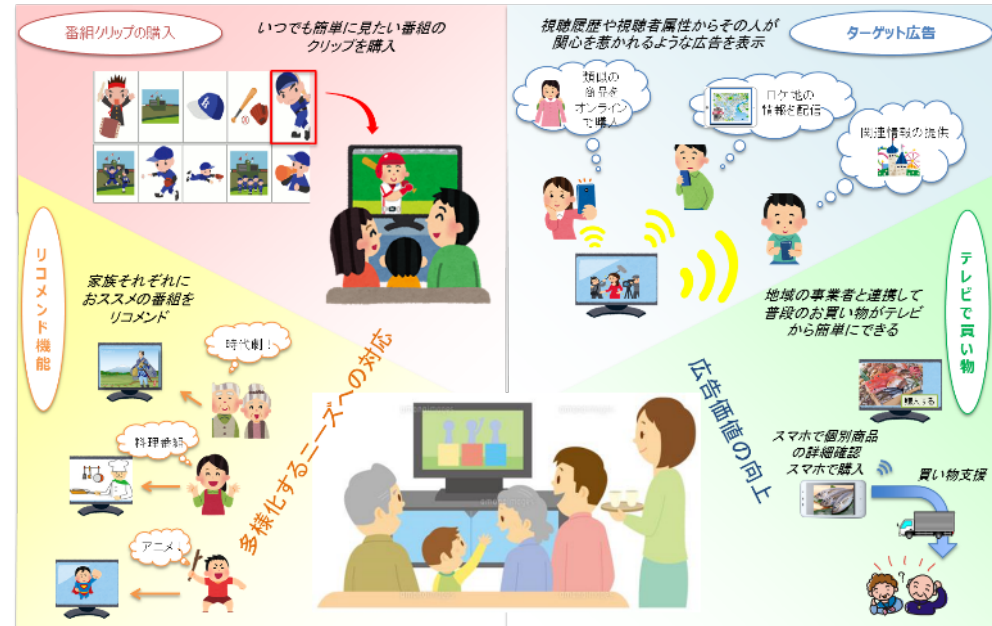 番組クリップの購入
いつでも簡単に見たい番組の
クリップを購入
視聴履歴や視聴者属性からその人が
関心を惹かれるような広告を表示
ターゲット広告
類似の
商品を
オンライン
で購入
ロケ地の
情報を配信
関連情報の提供
リコメンド機能
家族それぞれに
おススメの番組を
リコメンド
時代劇！
料理番組
アニメ！
多様化するニーズへの対応
広告価値の向上
地域の事業者と連携して
普段のお買い物がテレビ
から簡単にできる
テレビで買い物
購入する
スマホで個別商品
の詳細確認
スマホで購入
買い物支援